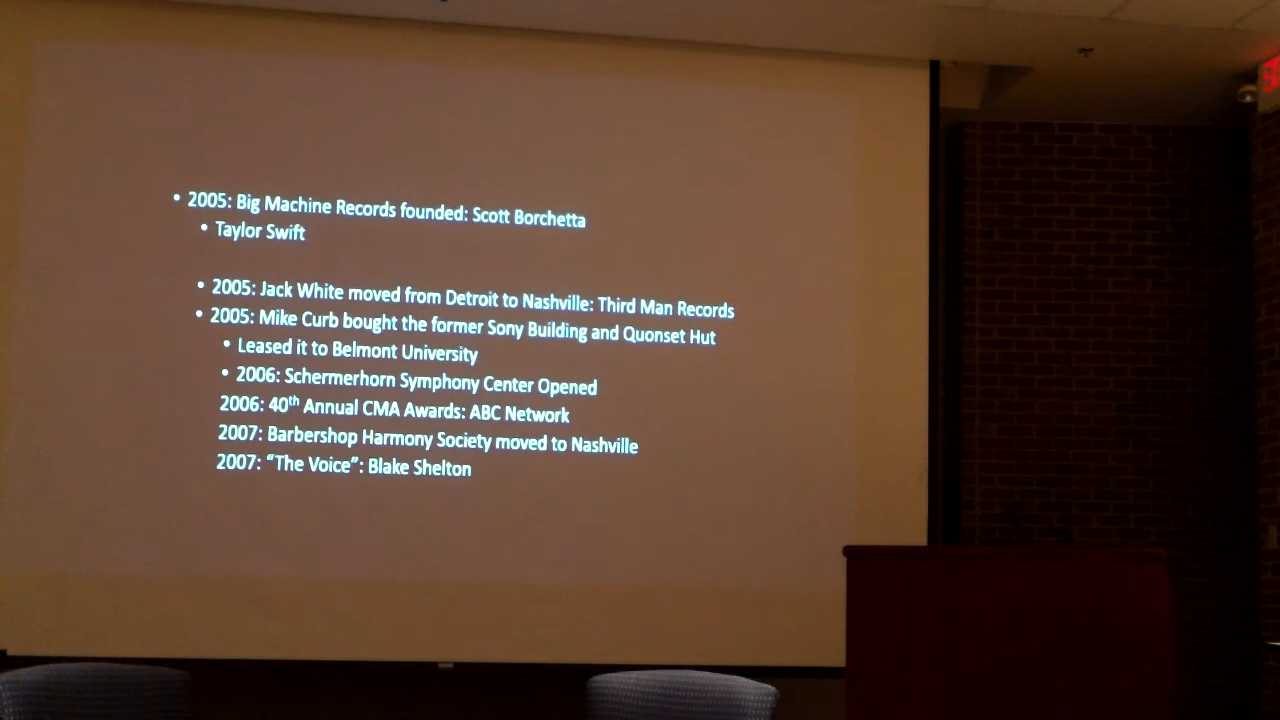 • 2005: Big Machine Records founded: Scott Borchetta
• Taylor Swift
• 2005: Jack White moved from Detroit to Nashville: Third Man Records
• 2005: Mike Curb bought the former Sony Building and Quonset Hut
• Leased it to Belmont University
• 2006: Schermerhorn Symphony Center Opened
2006: 40th Annual CMA Awards: ABC Network
2007: Barbershop Harmony Society moved to Nashville
2007: “The Voice”: Blake Shelton